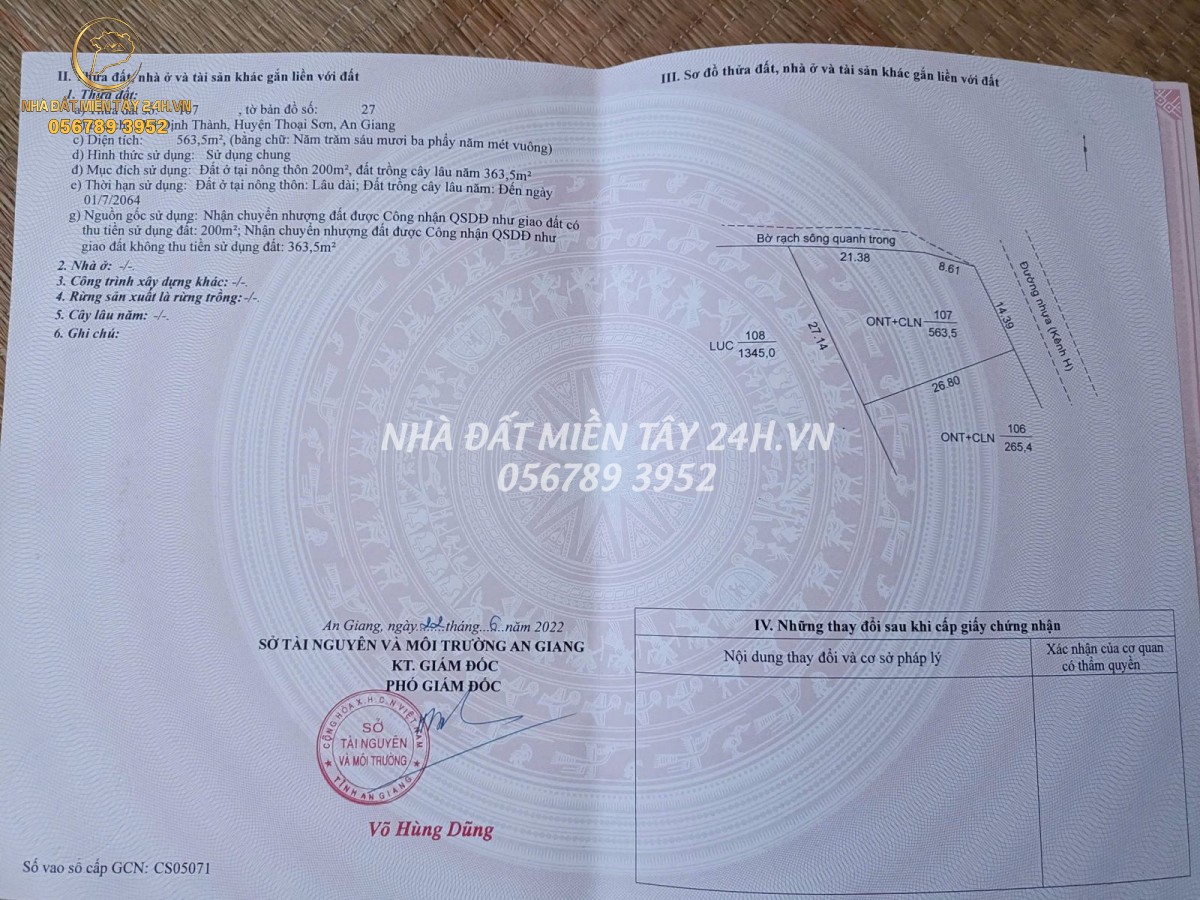 II. Thửa đất, nhà ở và tài sản khác gắn liền với đất
1. Thửa đất:
NHÀ ĐẤT MIỀN TÂY 24H.VN
056789 3952
, tờ bản đồ số: 27
Định Thành, Huyện Thoại Sơn, An Giang
c) Diện tích: 563,5m², (bằng chữ: Năm trăm sáu mươi ba phẩy năm mét vuông)
d) Hình thức sử dụng: Sử dụng chung
đ) Mục đích sử dụng: Đất ở tại nông thôn 200m², đất trồng cây lâu năm 363,5m²
e) Thời hạn sử dụng: Đất ở tại nông thôn: Lâu dài; Đất trồng cây lâu năm: Đến ngày
01/7/2064
g) Nguồn gốc sử dụng: Nhận chuyển nhượng đất được Công nhận QSDĐ như giao đất có
thu tiền sử dụng đất: 200m²; Nhận chuyển nhượng đất được Công nhận QSDĐ như
giao đất không thu tiền sử dụng đất: 363,5m²
2. Nhà ở: -/-
3. Công trình xây dựng khác: -/-
4. Rừng sản xuất là rừng trồng: -/-
5. Cây lâu năm: -/-
6. Ghi chú:
An Giang, ngày 22 tháng 6 năm 2022
SỞ TÀI NGUYÊN VÀ MÔI TRƯỜNG AN GIANG
KT. GIÁM ĐỐC
PHÓ GIÁM ĐỐC
CỘNG HÒA X.H.C.N VIỆT NAM
SỞ
TÀI NGUYÊN
VÀ MÔI TRƯỜNG
TỈNH AN GIANG
Võ Hùng Dũng
Số vào sổ cấp GCN: CS05071
III. Sơ đồ thửa đất, nhà ở và tài sản khác gắn liền với đất
Bờ rạch sông quanh trong
21.38
8.61
Đường nhựa (Kênh H)
14.39
27.14
ONT+CLN 107
563,5
LUC 108
1345,0
26.80
ONT+CLN 106
265,4
NHÀ ĐẤT MIỀN TÂY 24H.VN
056789 3952
IV. Những thay đổi sau khi cấp giấy chứng nhận
Nội dung thay đổi và cơ sở pháp lý
Xác nhận của cơ quan
có thẩm quyền